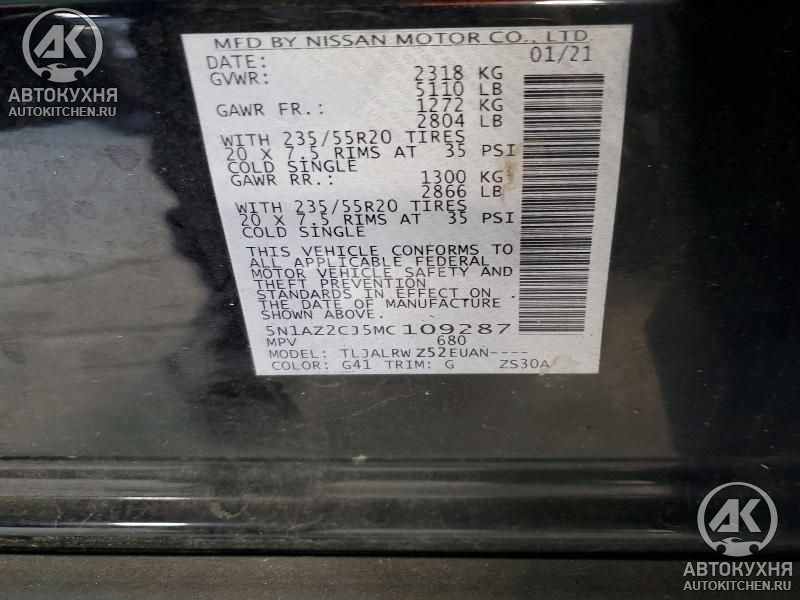 MFD BY NISSAN MOTOR CO., LTD.
DATE: 01/21
GVWR: 2318 KG
5110 LB
GAWR FR.: 1272 KG
2804 LB
WITH 235/55R20 TIRES
20 X 7.5 RIMS AT 35 PSI
COLD SINGLE
GAWR RR.: 1300 KG
2866 LB
WITH 235/55R20 TIRES
20 X 7.5 RIMS AT 35 PSI
COLD SINGLE
THIS VEHICLE CONFORMS TO
ALL APPLICABLE FEDERAL
MOTOR VEHICLE SAFETY AND
THEFT PREVENTION
STANDARDS IN EFFECT ON
THE DATE OF MANUFACTURE
SHOWN ABOVE.
5N1AZ2CJ5MC109287
MPV 680
MODEL: TLJALRW Z52EUAN----
COLOR: G41 TRIM: G ZS30A
АК
АВТОКУХНЯ
AUTOKITCHEN.RU
АК
АВТОКУХНЯ
AUTOKITCHEN.RU